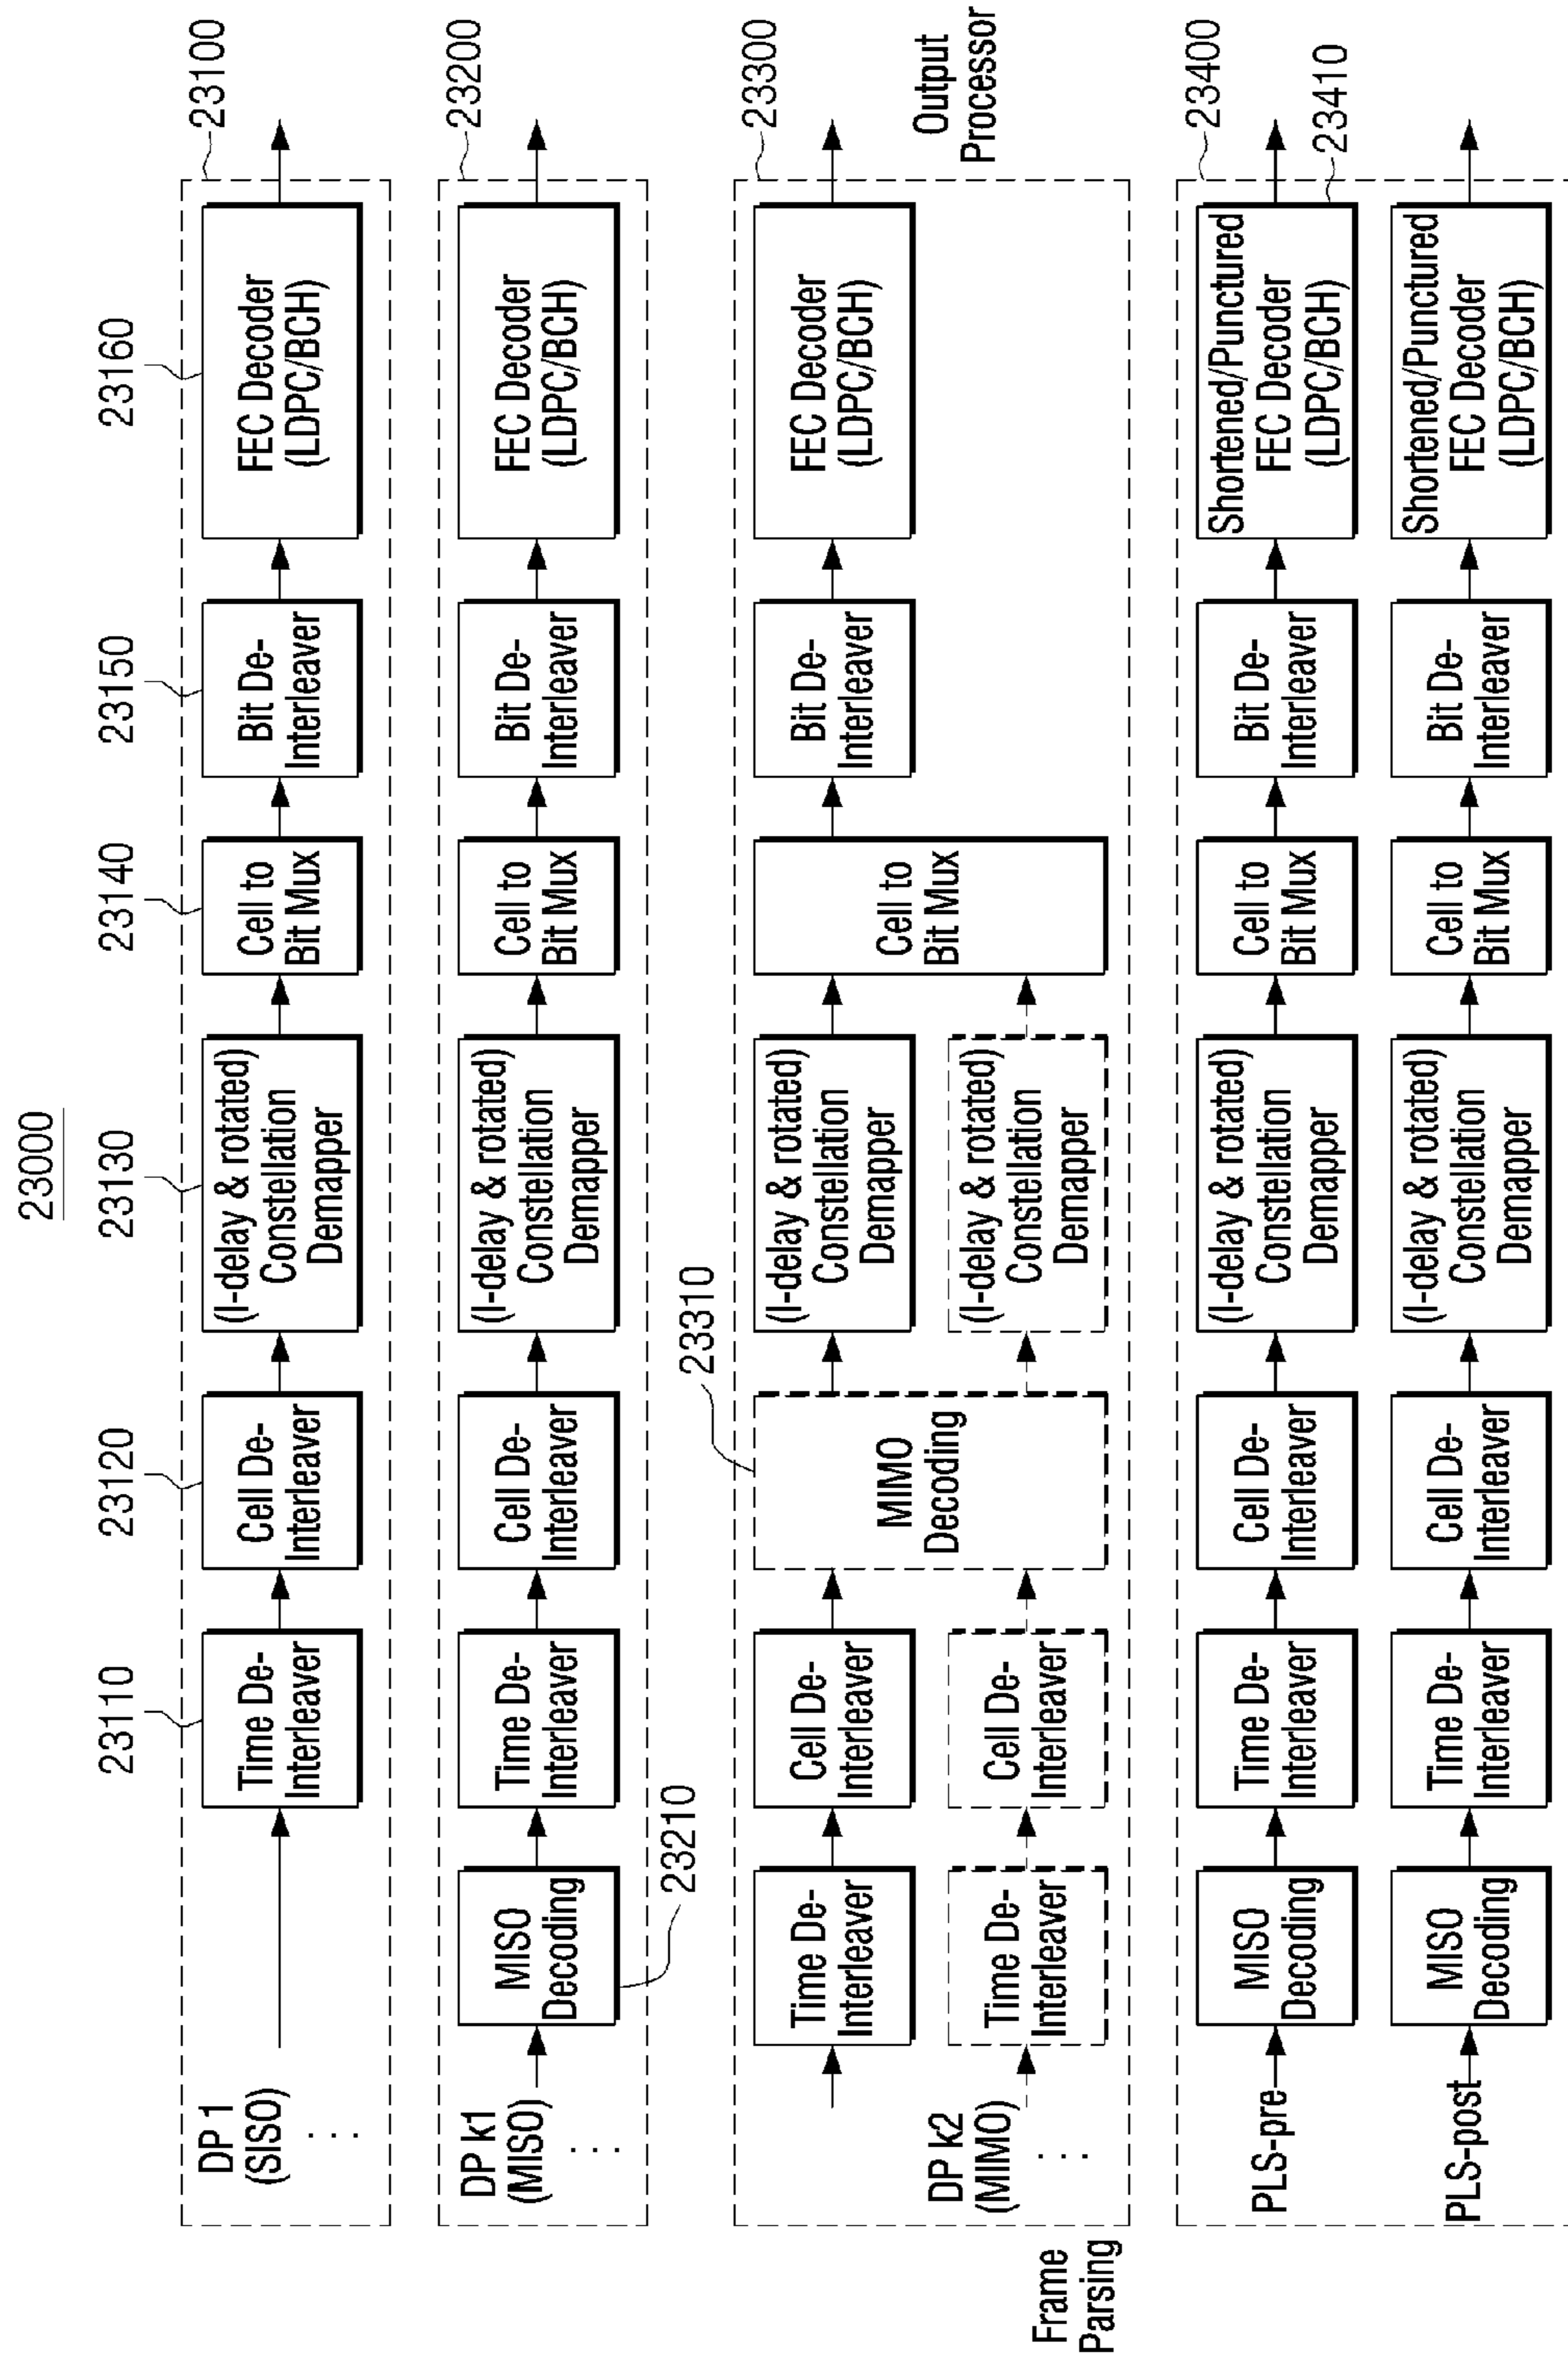 23000
23110
23120
23130
23140
23150
23160
23100
DP 1
(SISO)
Time De-
Interleaver
Cell De-
Interleaver
(I-delay & rotated)
Constellation
Demapper
Cell to
Bit Mux
Bit De-
Interleaver
FEC Decoder
(LDPC/BCH)
23200
DP k1
(MISO)
MISO
Decoding
23210
Time De-
Interleaver
Cell De-
Interleaver
(I-delay & rotated)
Constellation
Demapper
Cell to
Bit Mux
Bit De-
Interleaver
FEC Decoder
(LDPC/BCH)
23310
23300
Time De-
Interleaver
Cell De-
Interleaver
MIMO
Decoding
(I-delay & rotated)
Constellation
Demapper
Cell to
Bit Mux
Bit De-
Interleaver
FEC Decoder
(LDPC/BCH)
DP k2
(MIMO)
Time De-
Interleaver
Cell De-
Interleaver
(I-delay & rotated)
Constellation
Demapper
Output
Processor
Frame
Parsing
23400
PLS-pre
MISO
Decoding
Time De-
Interleaver
Cell De-
Interleaver
(I-delay & rotated)
Constellation
Demapper
Cell to
Bit Mux
Bit De-
Interleaver
Shortened/Punctured
FEC Decoder
(LDPC/BCH)
23410
PLS-post
MISO
Decoding
Time De-
Interleaver
Cell De-
Interleaver
(I-delay & rotated)
Constellation
Demapper
Cell to
Bit Mux
Bit De-
Interleaver
Shortened/Punctured
FEC Decoder
(LDPC/BCH)